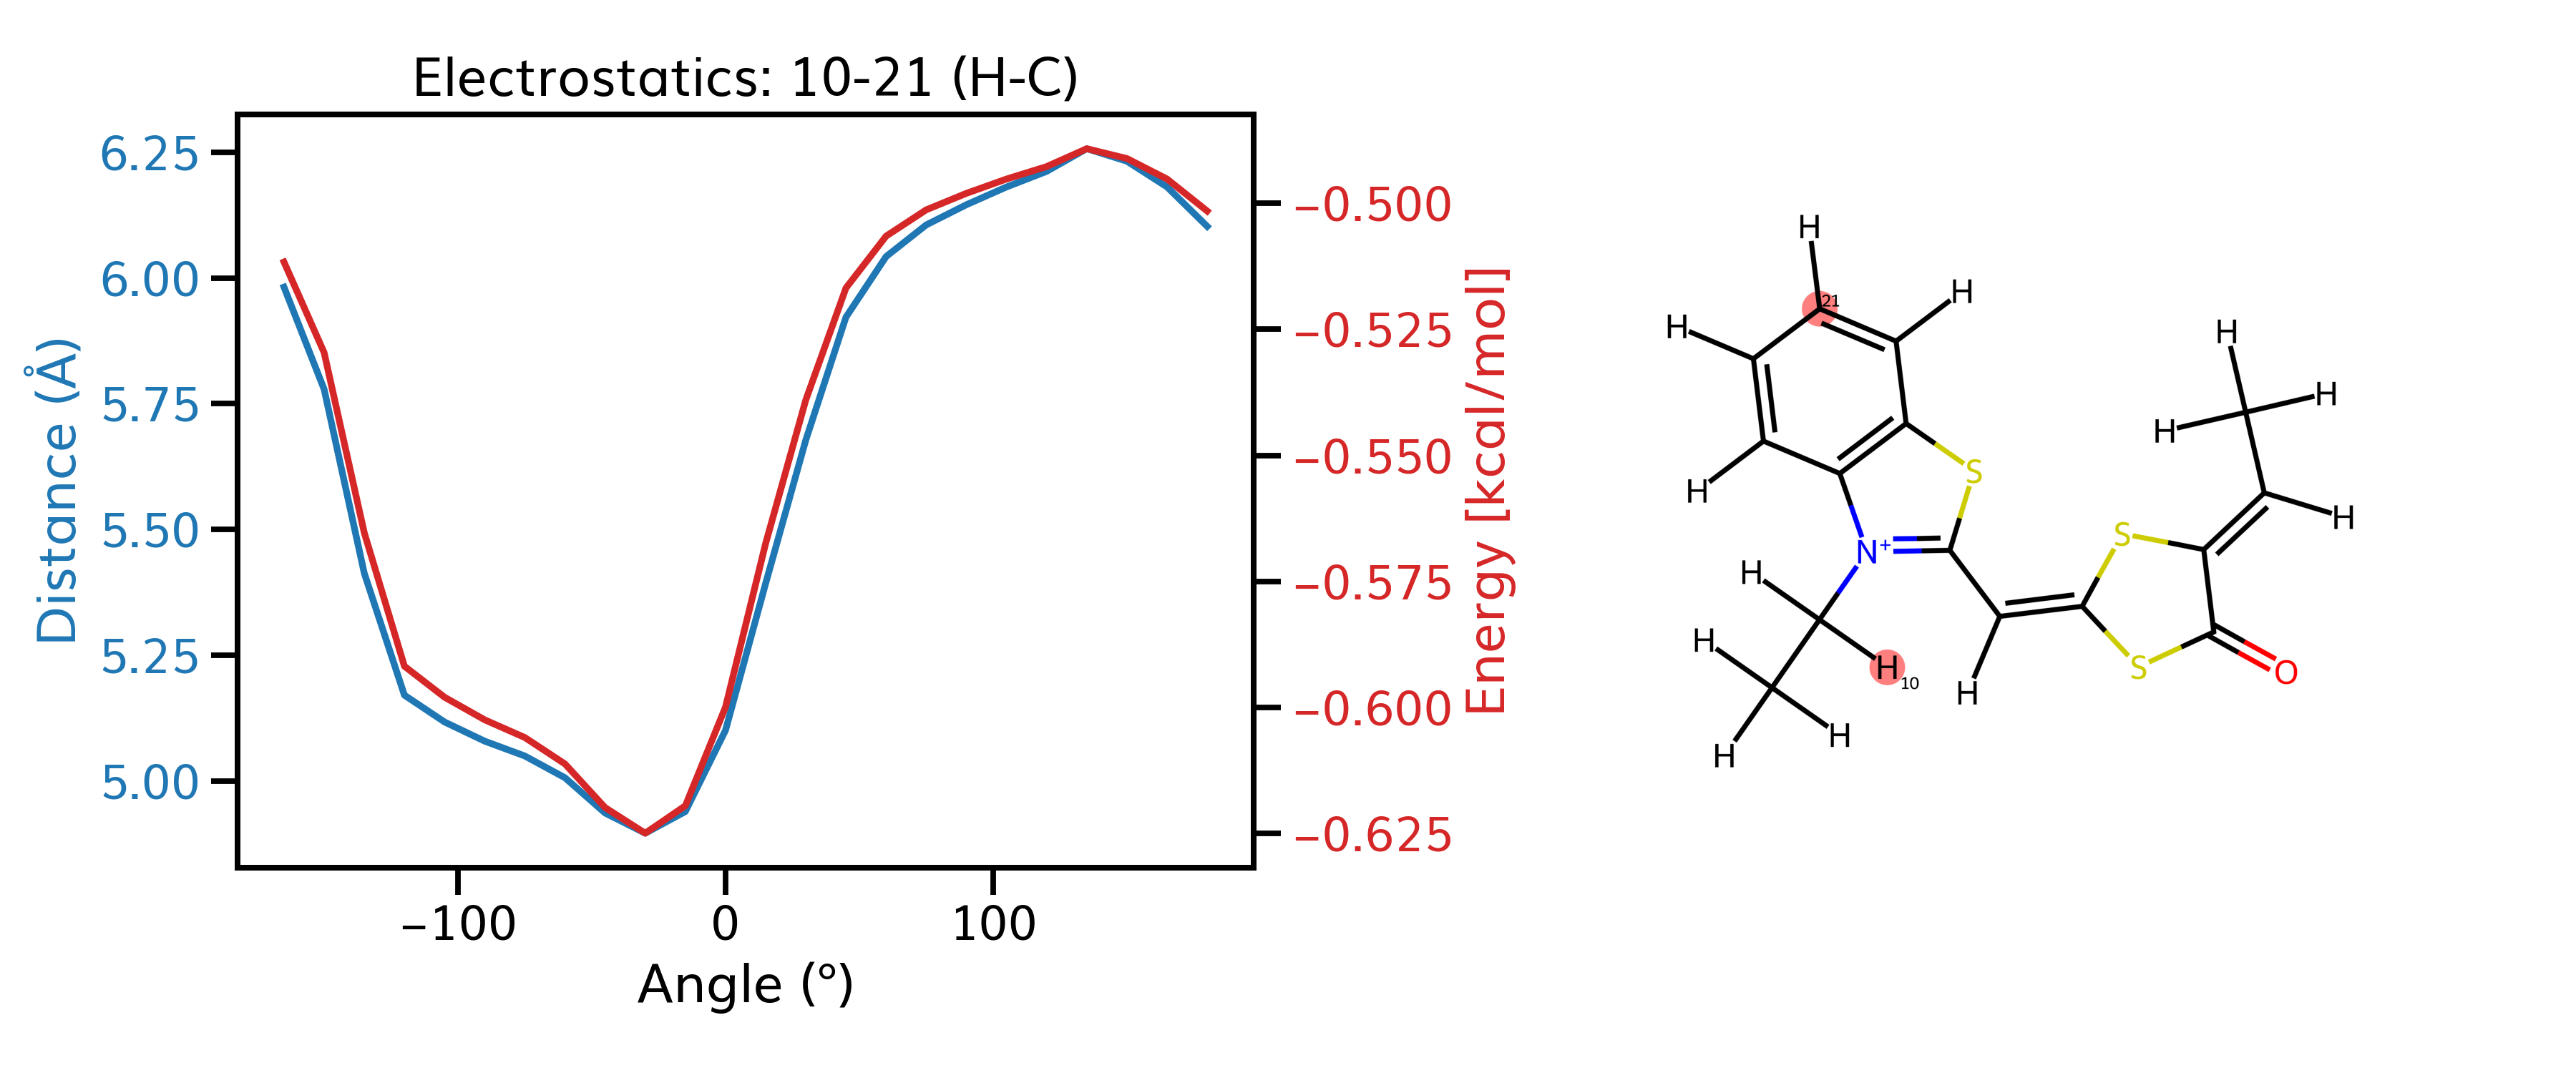 Electrostatics: 10-21 (H-C)
6.25
6.00
5.75
5.50
5.25
5.00
Distance (Å)
−0.500
−0.525
−0.550
−0.575
−0.600
−0.625
Energy [kcal/mol]
−100 0 100
Angle (°)
H
H
21
H
H
H
H
H
S
H
H
S
N+
H
H
H
10
S
O
H
H
H